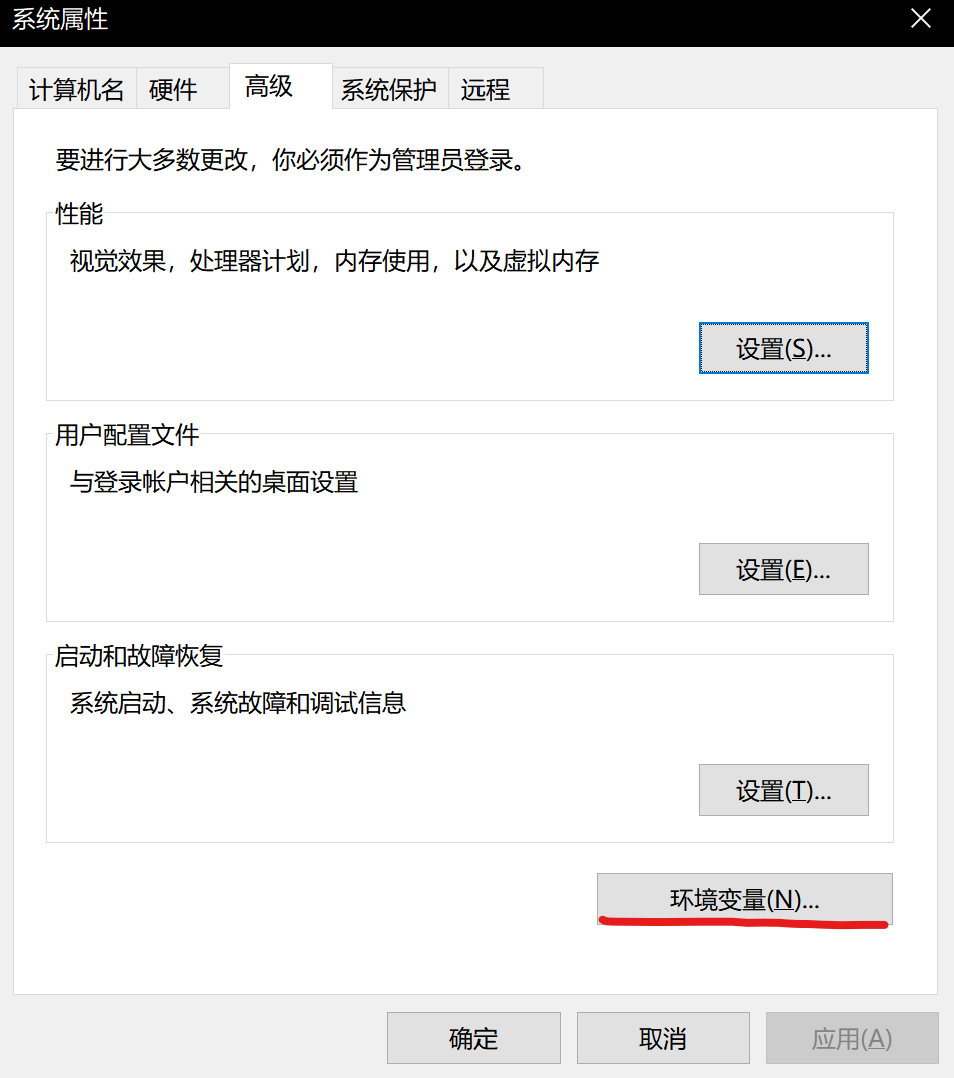 系统属性
计算机名 硬件 高级 系统保护 远程
要进行大多数更改，你必须作为管理员登录。
性能
视觉效果，处理器计划，内存使用，以及虚拟内存
设置(S)...
用户配置文件
与登录帐户相关的桌面设置
设置(E)...
启动和故障恢复
系统启动、系统故障和调试信息
设置(T)...
环境变量(N)...
确定 取消 应用(A)